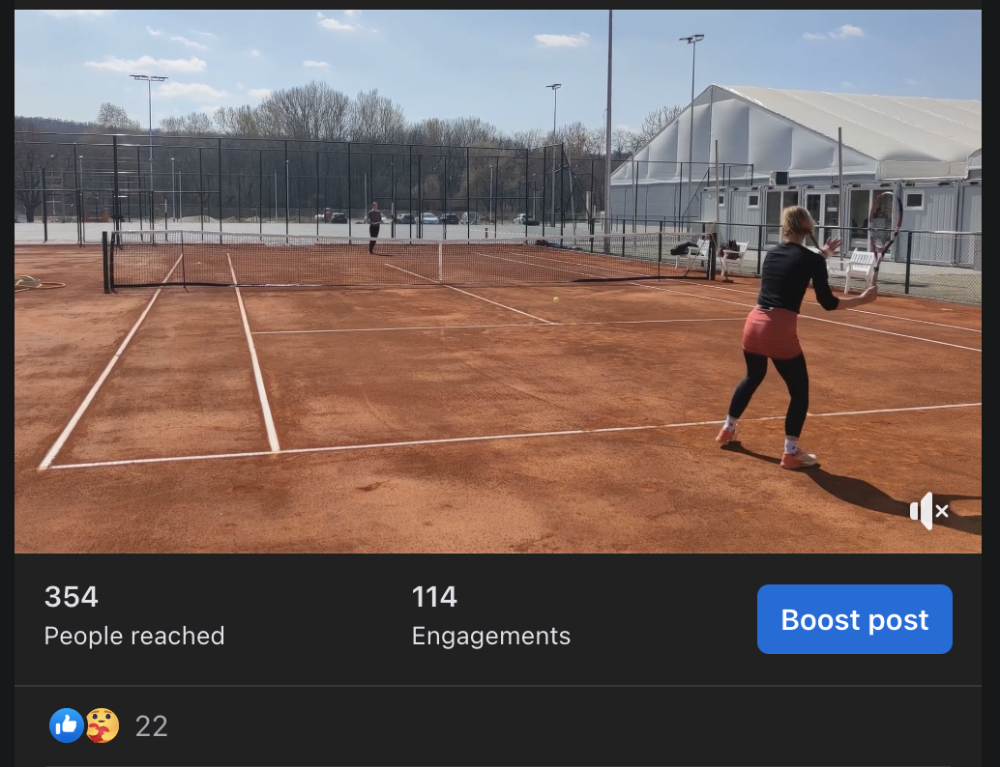 354
People reached
114
Engagements
Boost post
22